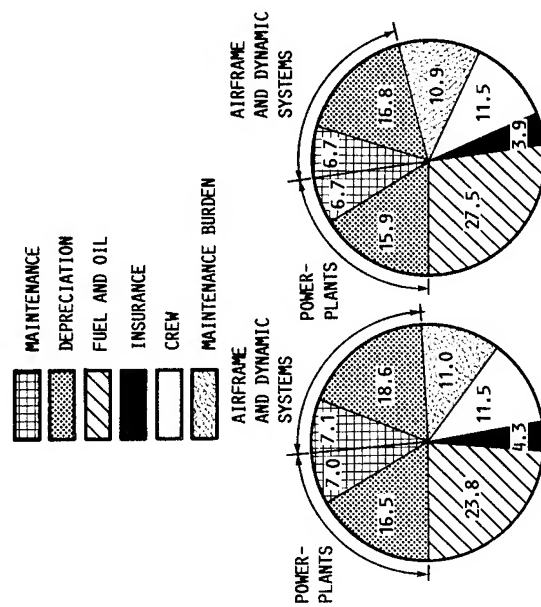 MAINTENANCE
DEPRECIATION
FUEL AND OIL
INSURANCE
CREW
MAINTENANCE BURDEN
AIRFRAME
AND DYNAMIC
SYSTEMS
POWER-
PLANTS
7.0
7.1
18.6
11.0
11.5
4.3
23.8
16.5
AIRFRAME
AND DYNAMIC
SYSTEMS
POWER-
PLANTS
6.7
6.7
16.8
10.9
11.5
3.9
27.5
15.9